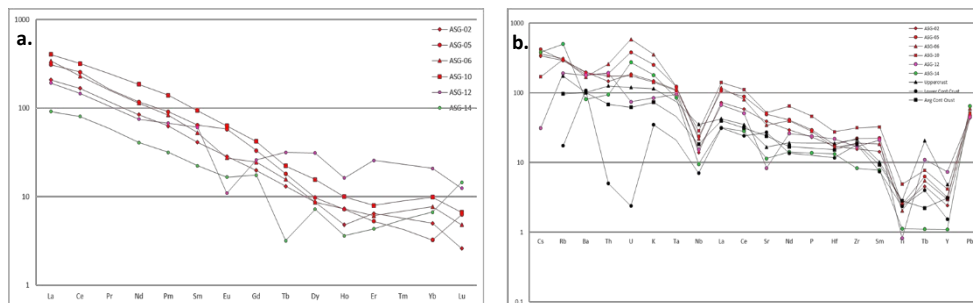 a.
1000
100
10
1
La Ce Pr Nd Pm Sm Eu Gd Tb Dy Ho Er Tm Yb Lu
ASG-02
ASG-05
ASG-06
ASG-10
ASG-12
ASG-14
b.
1000
100
10
1
0.1
Cs Rb Ba Th U K Ta Nb La Ce Sr Nd P Hf Zr Sm Ti Tb Y Pb
ASG-02
ASG-05
ASG-06
ASG-10
ASG-12
ASG-14
Uppercrust
Lower Cont Crust
Avg Cont Crust